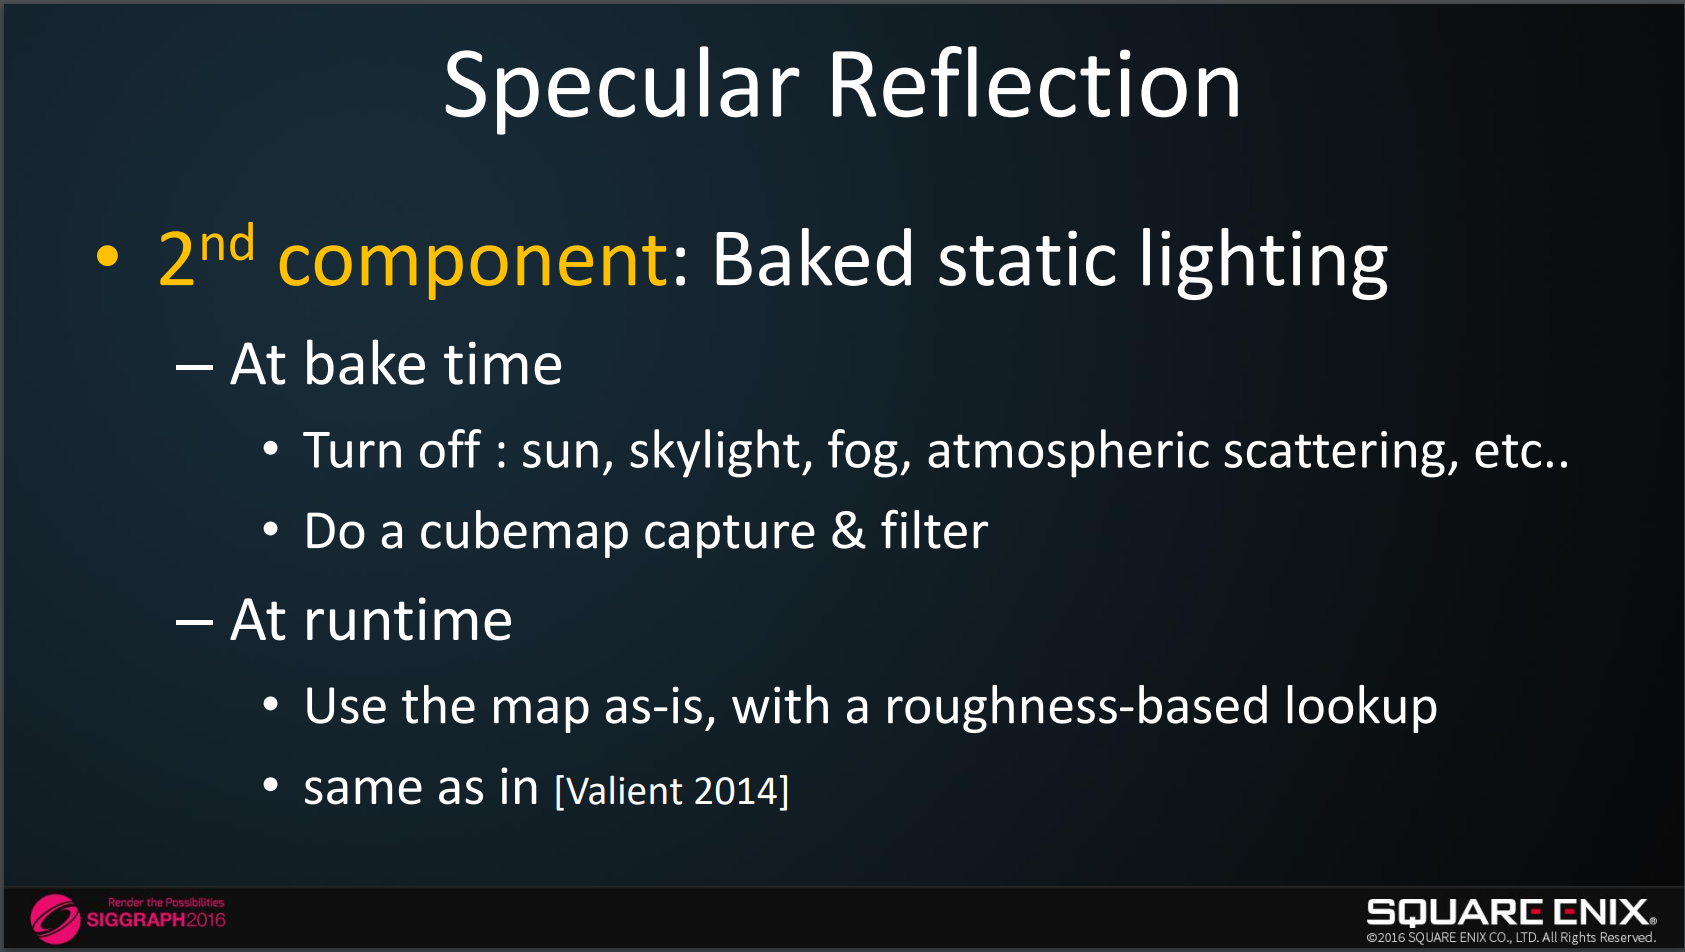 Specular Reflection
• 2nd component: Baked static lighting
– At bake time
• Turn off : sun, skylight, fog, atmospheric scattering, etc..
• Do a cubemap capture & filter
– At runtime
• Use the map as-is, with a roughness-based lookup
• same as in [Valient 2014]
Render the Possibilities
SIGGRAPH2016
SQUARE ENIX®
©2016 SQUARE ENIX CO., LTD. All Rights Reserved.